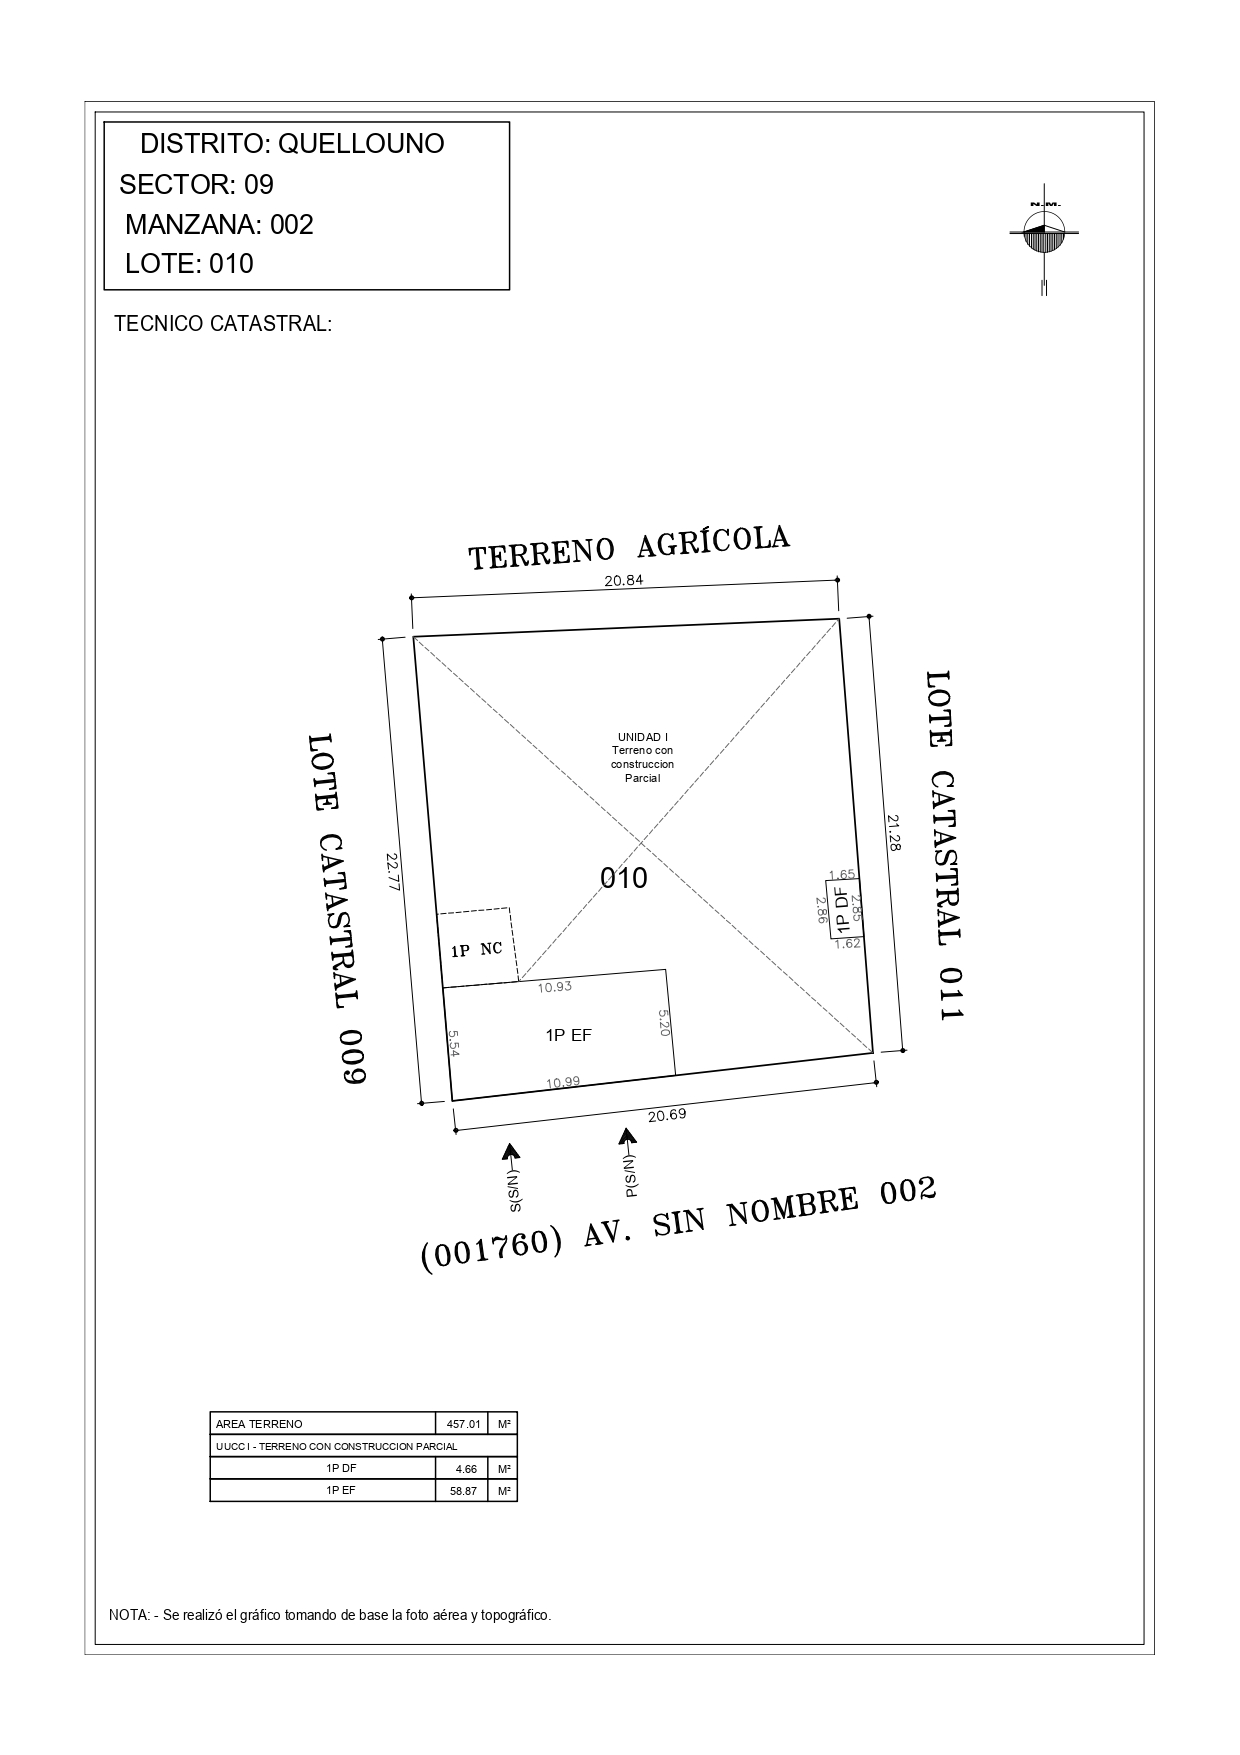 DISTRITO: QUELLOUNO
SECTOR: 09
MANZANA: 002
LOTE: 010
N.M.
TECNICO CATASTRAL:
TERRENO AGRÍCOLA
20.84
LOTE CATASTRAL 009
22.77
UNIDAD I
Terreno con
construccion
Parcial
010
21.28
LOTE CATASTRAL 011
1.65
2.86
1P DF
2.85
1.62
1P NC
10.93
5.54
1P EF
5.20
10.99
20.69
S(S/N)
P(S/N)
(001760) AV. SIN NOMBRE 002
AREA TERRENO 457.01 M²
UUCC I - TERRENO CON CONSTRUCCION PARCIAL
1P DF 4.66 M²
1P EF 58.87 M²
NOTA: - Se realizó el gráfico tomando de base la foto aérea y topográfico.